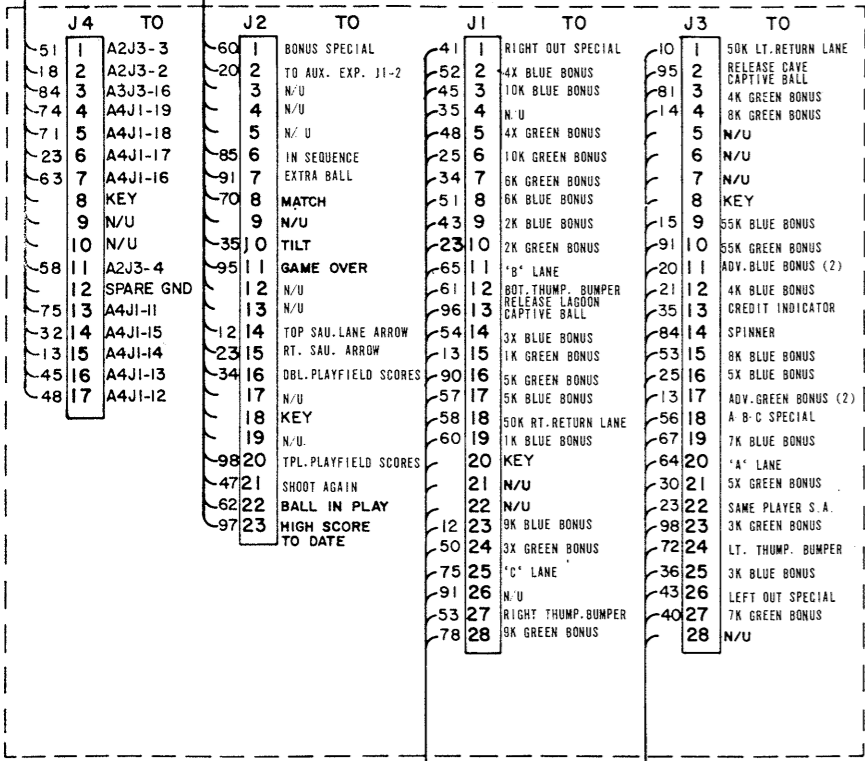 J4 TO
51 1 A2J3-3
18 2 A2J3-2
84 3 A3J3-16
74 4 A4J1-19
71 5 A4J1-18
23 6 A4J1-17
63 7 A4J1-16
8 KEY
9 N/U
10 N/U
58 11 A2J3-4
12 SPARE GND
75 13 A4J1-11
32 14 A4J1-15
13 15 A4J1-14
45 16 A4J1-13
48 17 A4J1-12
J2 TO
60 1 BONUS SPECIAL
20 2 TO AUX. EXP. J1-2
3 N/U
4 N/U
5 N/U
85 6 IN SEQUENCE
91 7 EXTRA BALL
70 8 MATCH
9 N/U
35 10 TILT
95 11 GAME OVER
12 N/U
13 N/U
12 14 TOP SAU. LANE ARROW
23 15 RT. SAU. ARROW
34 16 DBL. PLAYFIELD SCORES
17 N/U
18 KEY
19 N/U.
98 20 TPL. PLAYFIELD SCORES
47 21 SHOOT AGAIN
62 22 BALL IN PLAY
97 23 HIGH SCORE
TO DATE
J1 TO
41 1 RIGHT OUT SPECIAL
52 2 4X BLUE BONUS
45 3 10K BLUE BONUS
35 4 N/U
48 5 4X GREEN BONUS
25 6 10K GREEN BONUS
34 7 6K GREEN BONUS
51 8 6K BLUE BONUS
43 9 2K BLUE BONUS
23 10 2K GREEN BONUS
65 11 'B' LANE
61 12 BOT. THUMP. BUMPER
96 13 RELEASE LAGOON
CAPTIVE BALL
54 14 3X BLUE BONUS
13 15 1K GREEN BONUS
90 16 5K GREEN BONUS
57 17 5K BLUE BONUS
58 18 50K RT. RETURN LANE
60 19 1K BLUE BONUS
20 KEY
21 N/U
22 N/U
12 23 9K BLUE BONUS
50 24 3X GREEN BONUS
75 25 'C' LANE
91 26 N/U
53 27 RIGHT THUMP. BUMPER
78 28 9K GREEN BONUS
J3 TO
10 1 50K LT. RETURN LANE
95 2 RELEASE CAVE
CAPTIVE BALL
81 3 4K GREEN BONUS
14 4 8K GREEN BONUS
5 N/U
6 N/U
7 N/U
8 KEY
15 9 55K BLUE BONUS
91 10 55K GREEN BONUS
20 11 ADV. BLUE BONUS (2)
21 12 4K BLUE BONUS
35 13 CREDIT INDICATOR
84 14 SPINNER
53 15 8K BLUE BONUS
25 16 5X BLUE BONUS
13 17 ADV. GREEN BONUS (2)
56 18 A-B-C SPECIAL
67 19 7K BLUE BONUS
64 20 'A' LANE
30 21 5X GREEN BONUS
23 22 SAME PLAYER S.A.
98 23 3K GREEN BONUS
72 24 LT. THUMP. BUMPER
36 25 3K BLUE BONUS
43 26 LEFT OUT SPECIAL
40 27 7K GREEN BONUS
28 N/U